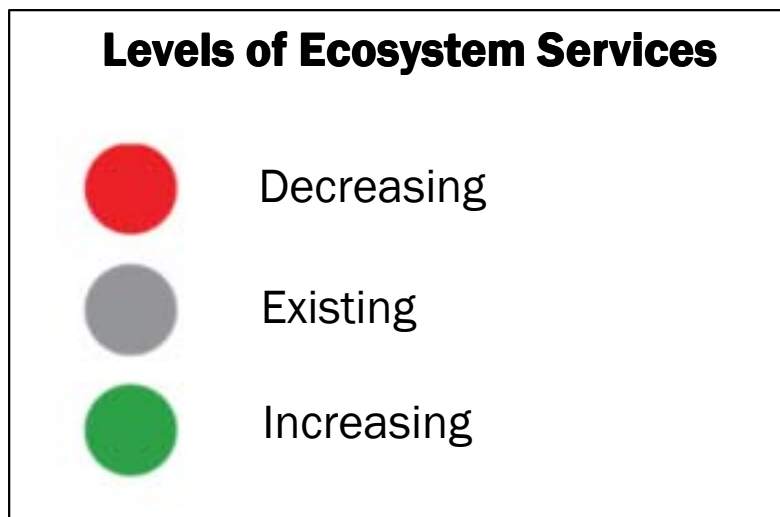 Levels of Ecosystem Services
Decreasing
Existing
Increasing